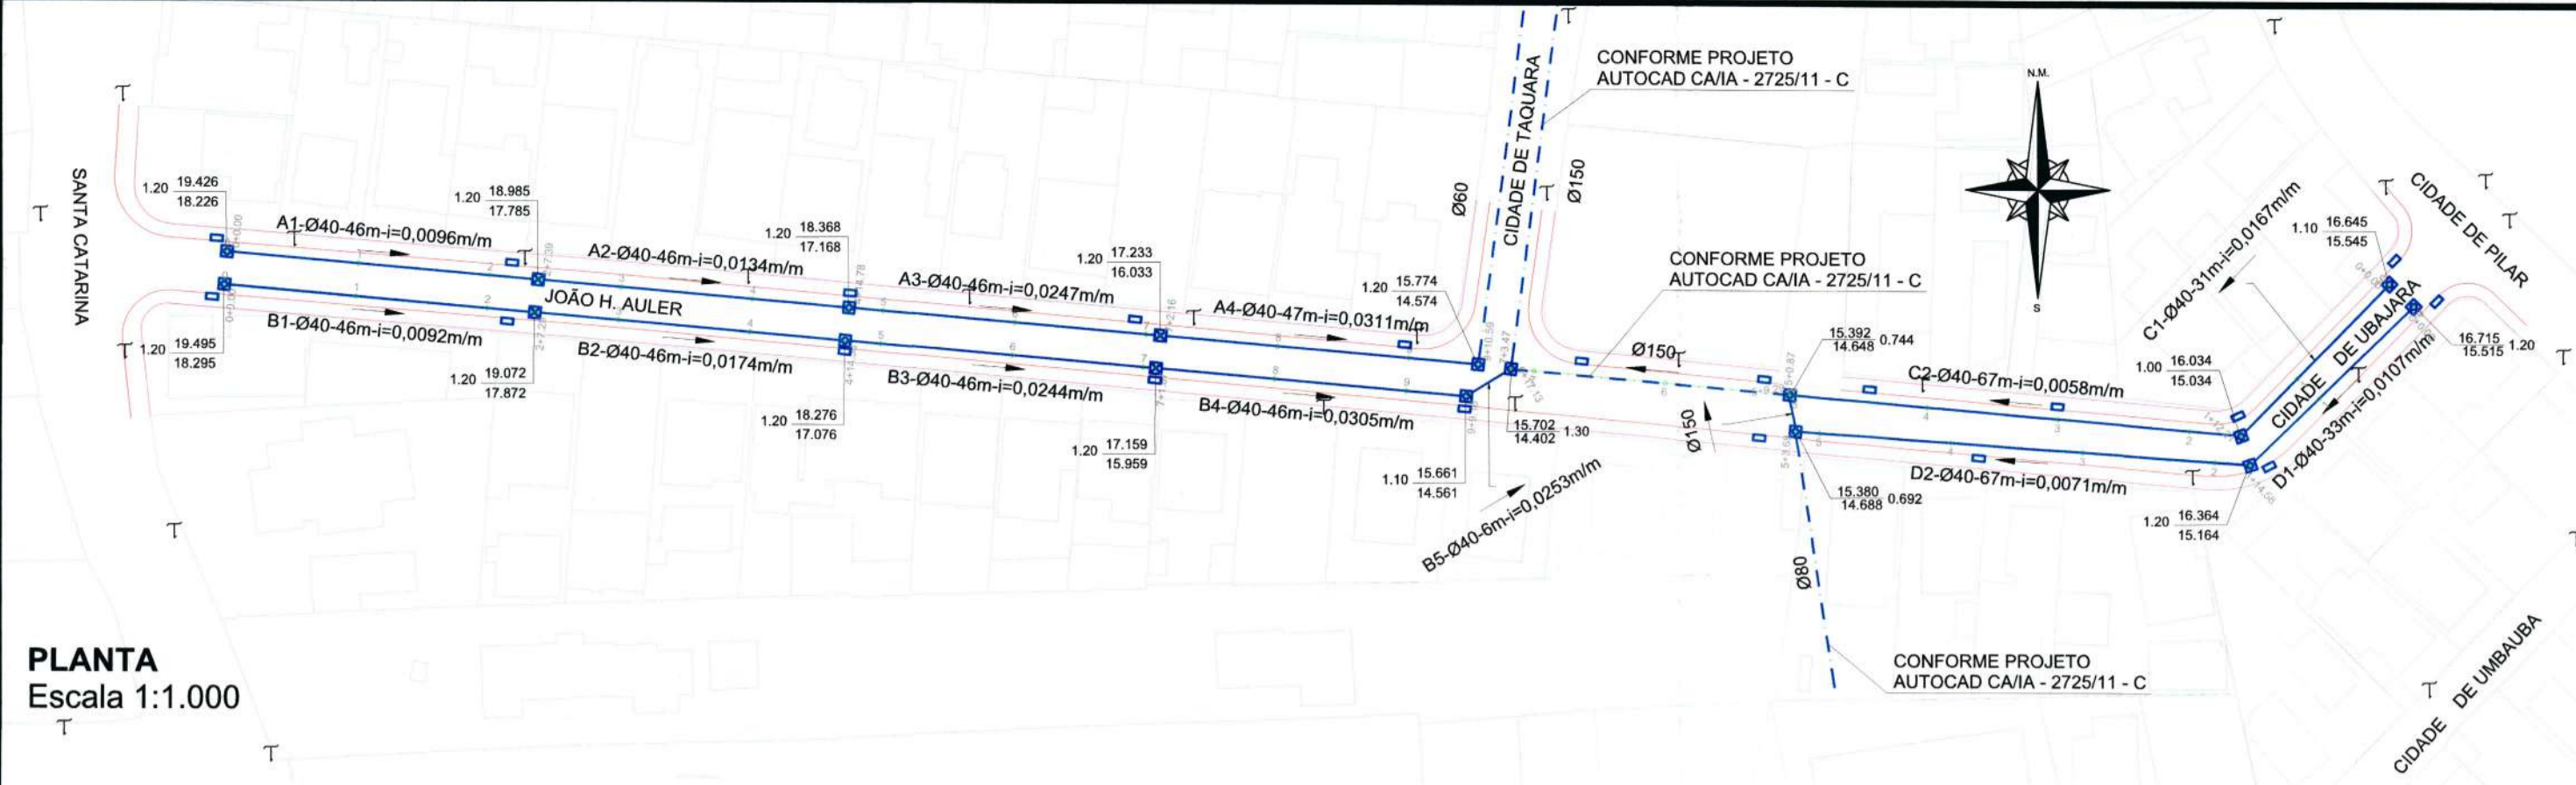 CONFORME PROJETO
AUTOCAD CA/IA - 2725/11 - C
CIDADE DE TAQUARA
N.M.
S
SANTA CATARINA
1.20 19.426
18.226
A1-Ø40-46m-i=0,0096m/m
1.20 18.985
17.785
A2-Ø40-46m-i=0,0134m/m
1.20 18.368
17.168
A3-Ø40-46m-i=0,0247m/m
1.20 17.233
16.033
A4-Ø40-47m-i=0,0311m/m
1.20 15.774
14.574
Ø60
Ø150
CONFORME PROJETO
AUTOCAD CA/IA - 2725/11 - C
JOÃO H. AULER
1.20 19.495
18.295
B1-Ø40-46m-i=0,0092m/m
1.20 19.072
17.872
B2-Ø40-46m-i=0,0174m/m
1.20 18.276
17.076
B3-Ø40-46m-i=0,0244m/m
1.20 17.159
15.959
B4-Ø40-46m-i=0,0305m/m
1.10 15.661
14.561
B5-Ø40-6m-i=0,0253m/m
15.702
14.402 1.30
Ø150
Ø150
15.392
14.648 0.744
C2-Ø40-67m-i=0,0058m/m
15.380
14.688 0.692
D2-Ø40-67m-i=0,0071m/m
Ø80
C1-Ø40-31m-i=0,0167m/m
1.10 16.645
15.545
CIDADE DE PILAR
1.00 16.034
15.034
CIDADE DE UBAJARA
16.715
15.515 1.20
D1-Ø40-33m-i=0,0107m/m
1.20 16.364
15.164
CONFORME PROJETO
AUTOCAD CA/IA - 2725/11 - C
CIDADE DE UMBAUBA
PLANTA
Escala 1:1.000